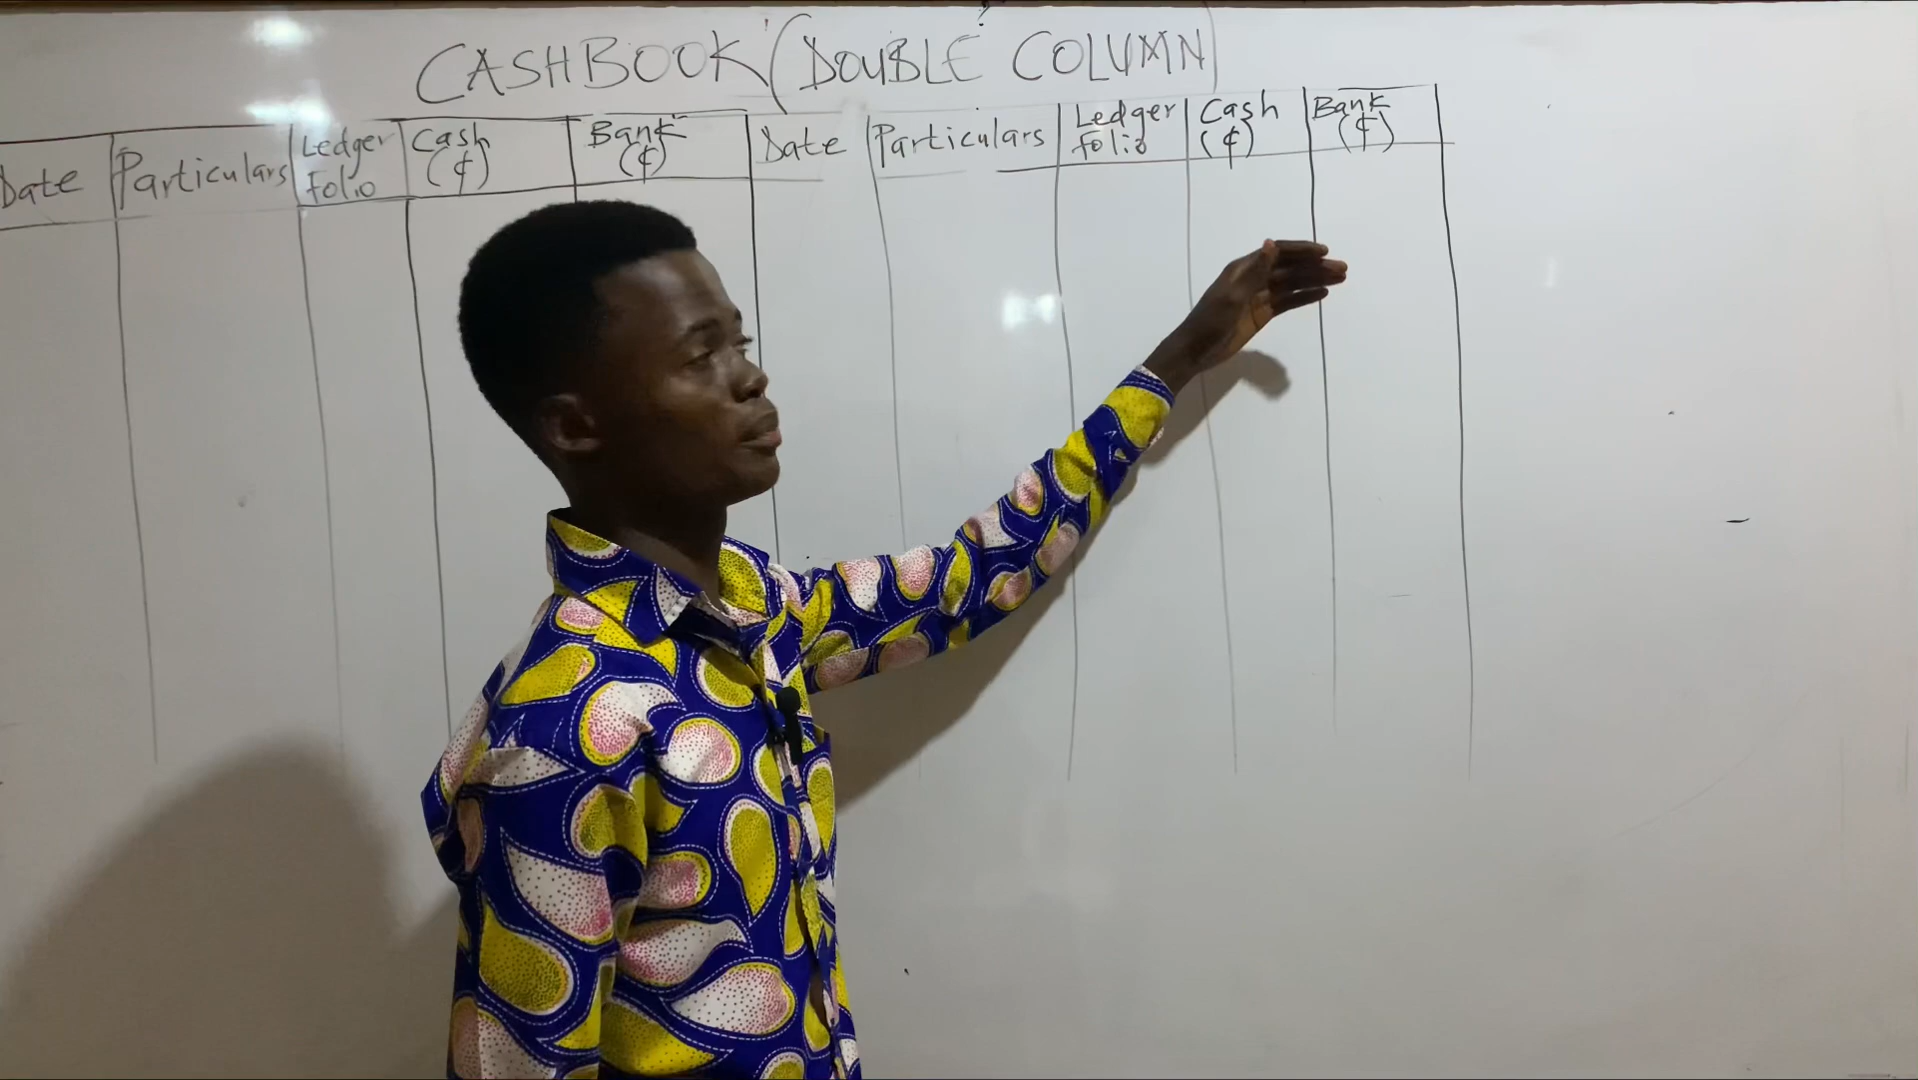 CASHBOOK (DOUBLE COLUMN)
Date Particulars Ledger Folio Cash (₵) Bank (₵) Date Particulars Ledger Folio Cash (₵) Bank (₵)